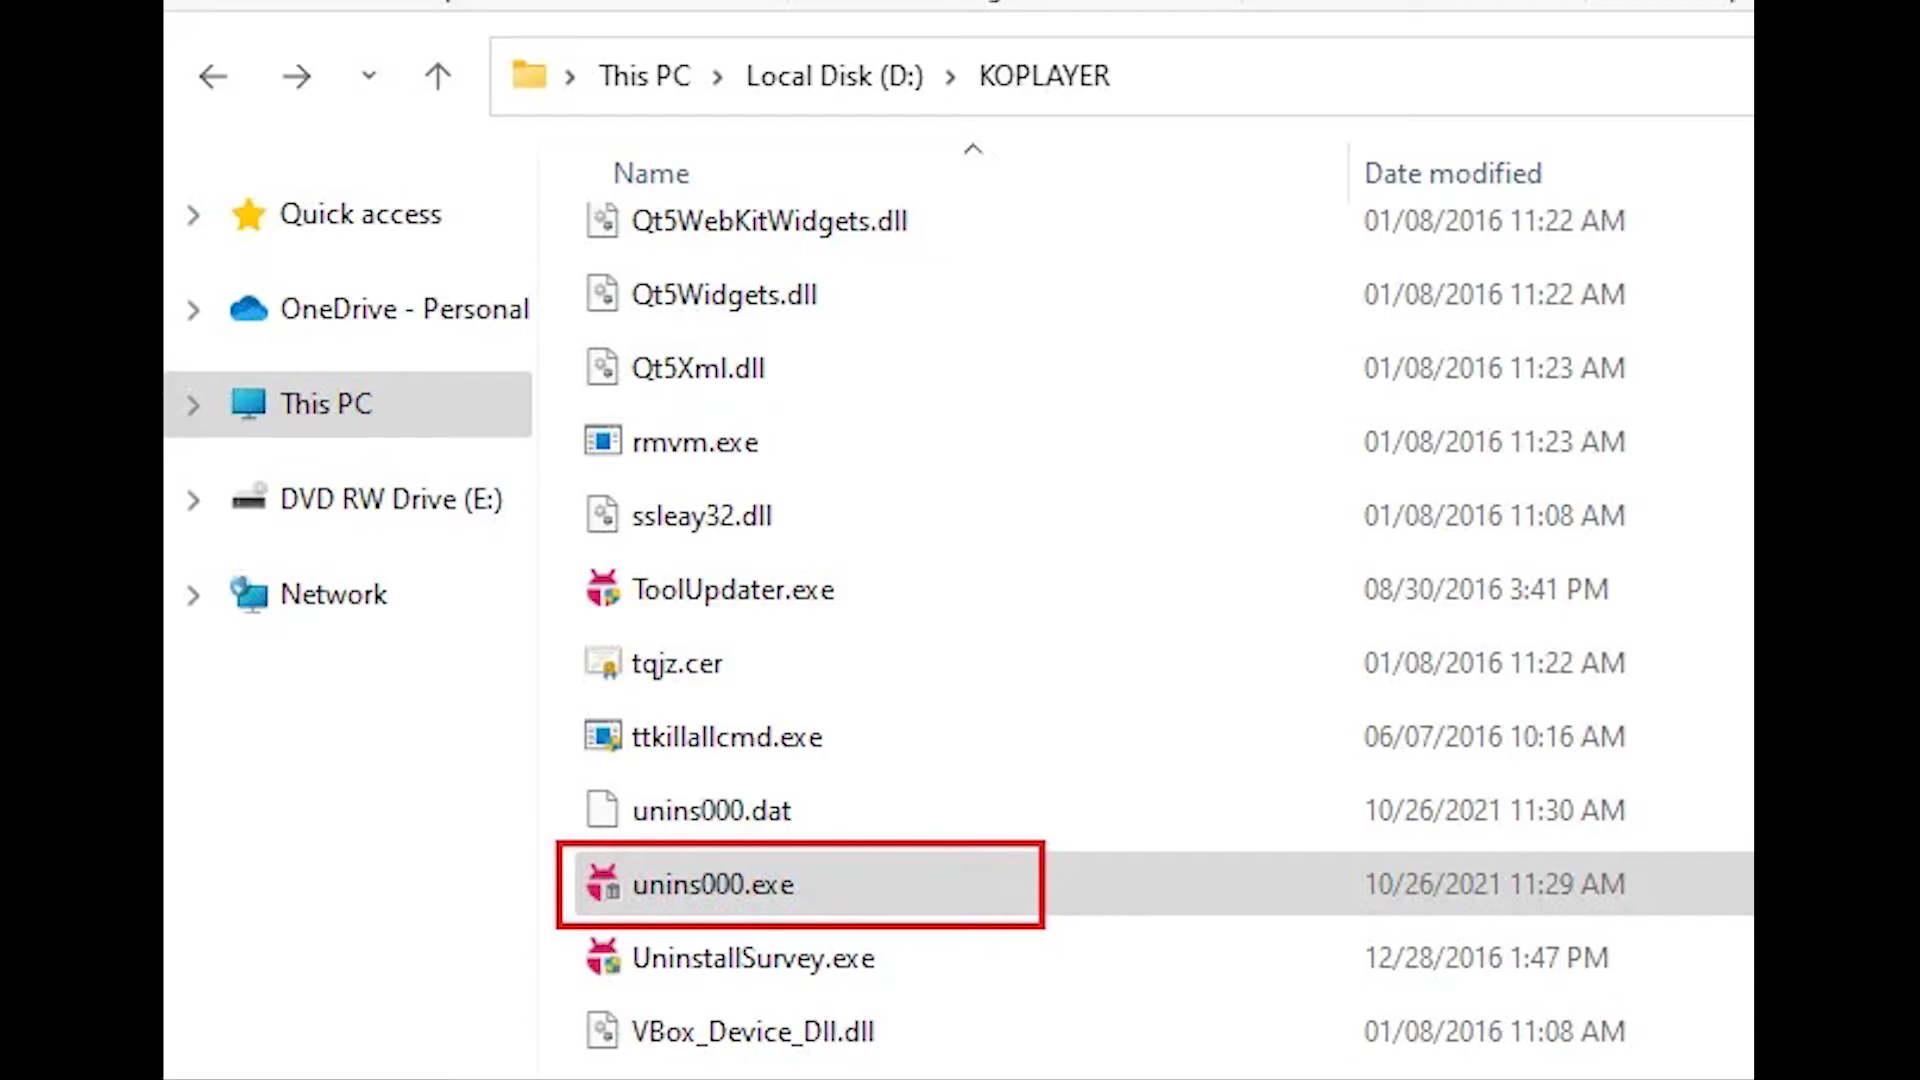 This PC > Local Disk (D:) > KOPLAYER
Name Date modified
Quick access
OneDrive - Personal
This PC
DVD RW Drive (E:)
Network
Qt5WebKitWidgets.dll 01/08/2016 11:22 AM
Qt5Widgets.dll 01/08/2016 11:22 AM
Qt5Xml.dll 01/08/2016 11:23 AM
rmvm.exe 01/08/2016 11:23 AM
ssleay32.dll 01/08/2016 11:08 AM
ToolUpdater.exe 08/30/2016 3:41 PM
tqjz.cer 01/08/2016 11:22 AM
ttkillallcmd.exe 06/07/2016 10:16 AM
unins000.dat 10/26/2021 11:30 AM
unins000.exe 10/26/2021 11:29 AM
UninstallSurvey.exe 12/28/2016 1:47 PM
VBox_Device_Dll.dll 01/08/2016 11:08 AM